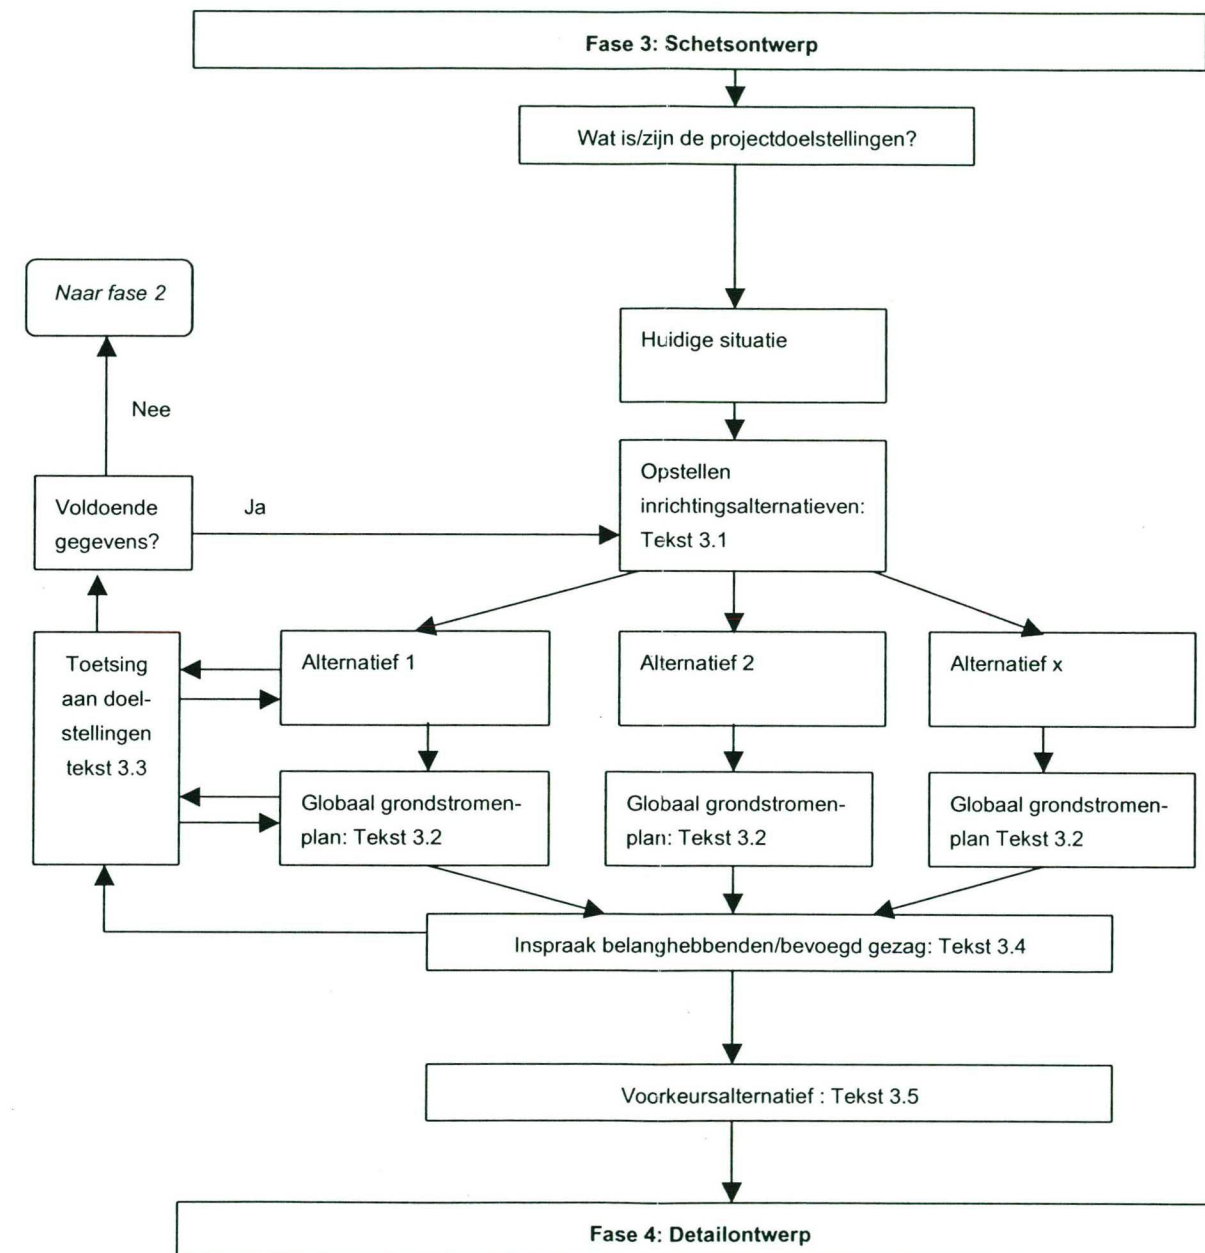 Fase 3: Schetsontwerp
Wat is/zijn de projectdoelstellingen?
Naar fase 2
Huidige situatie
Nee
Opstellen
inrichtingsalternatieven:
Tekst 3.1
Voldoende
gegevens?
Ja
Toetsing
aan doel-
stellingen
tekst 3.3
Alternatief 1
Alternatief 2
Alternatief x
Globaal grondstromen-
plan: Tekst 3.2
Globaal grondstromen-
plan: Tekst 3.2
Globaal grondstromen-
plan Tekst 3.2
Inspraak belanghebbenden/bevoegd gezag: Tekst 3.4
Voorkeursalternatief : Tekst 3.5
Fase 4: Detailontwerp